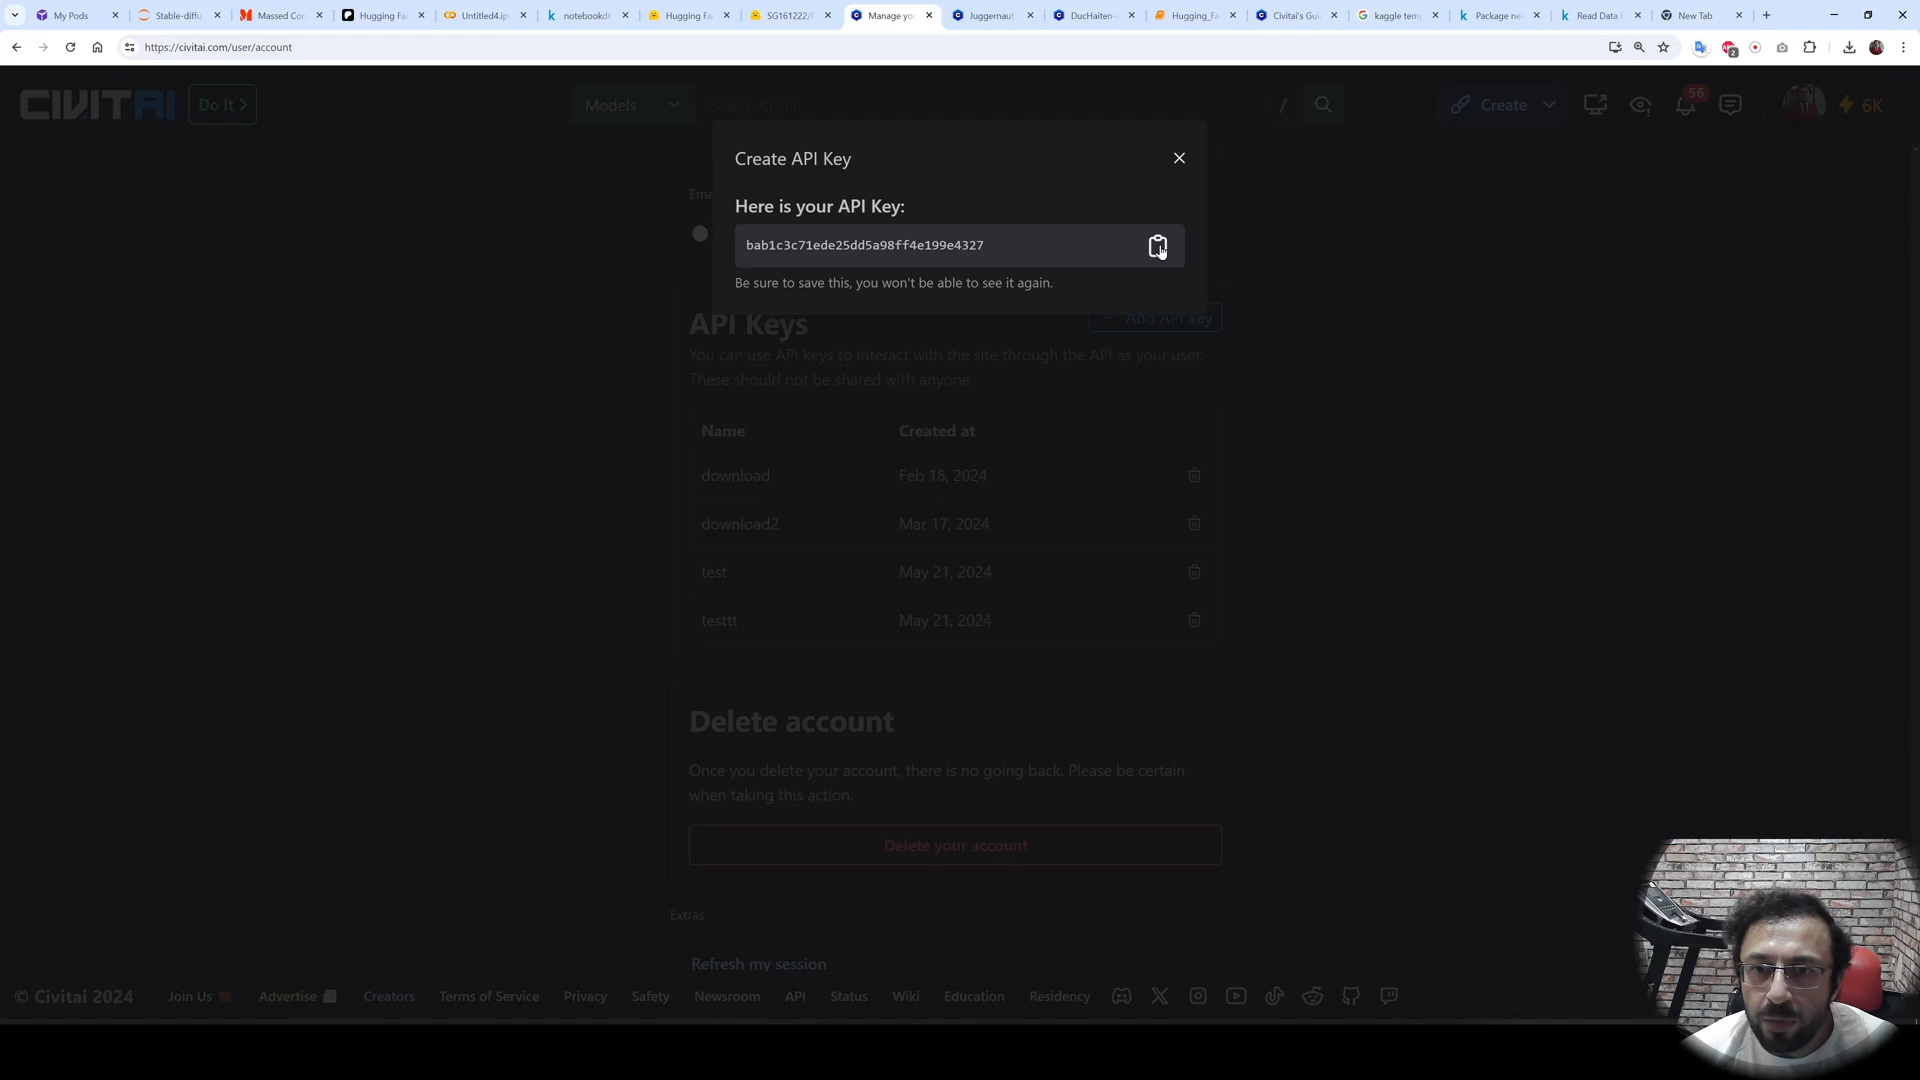 My Pods
Stable-diffu
Massed Con
Hugging Fa
Untitled4.ip
notebookd6
Hugging Fa
SG161222/
Manage you
Juggernaut
DucHaiten-
Hugging_Fa
Civitai's Gui
kaggle tem
Package ne
Read Data F
New Tab
https://civitai.com/user/account
CIVITAI
Do It
Models
Search Civitai
/
Create
56
6K
Create API Key
Here is your API Key:
bab1c3c71ede25dd5a98ff4e199e4327
Be sure to save this, you won't be able to see it again.
Ema
API Keys
Add API key
You can use API keys to interact with the site through the API as your user.
These should not be shared with anyone.
Name Created at
download Feb 18, 2024
download2 Mar 17, 2024
test May 21, 2024
testtt May 21, 2024
Delete account
Once you delete your account, there is no going back. Please be certain
when taking this action.
Delete your account
Extras
Refresh my session
© Civitai 2024 Join Us Advertise Creators Terms of Service Privacy Safety Newsroom API Status Wiki Education Residency